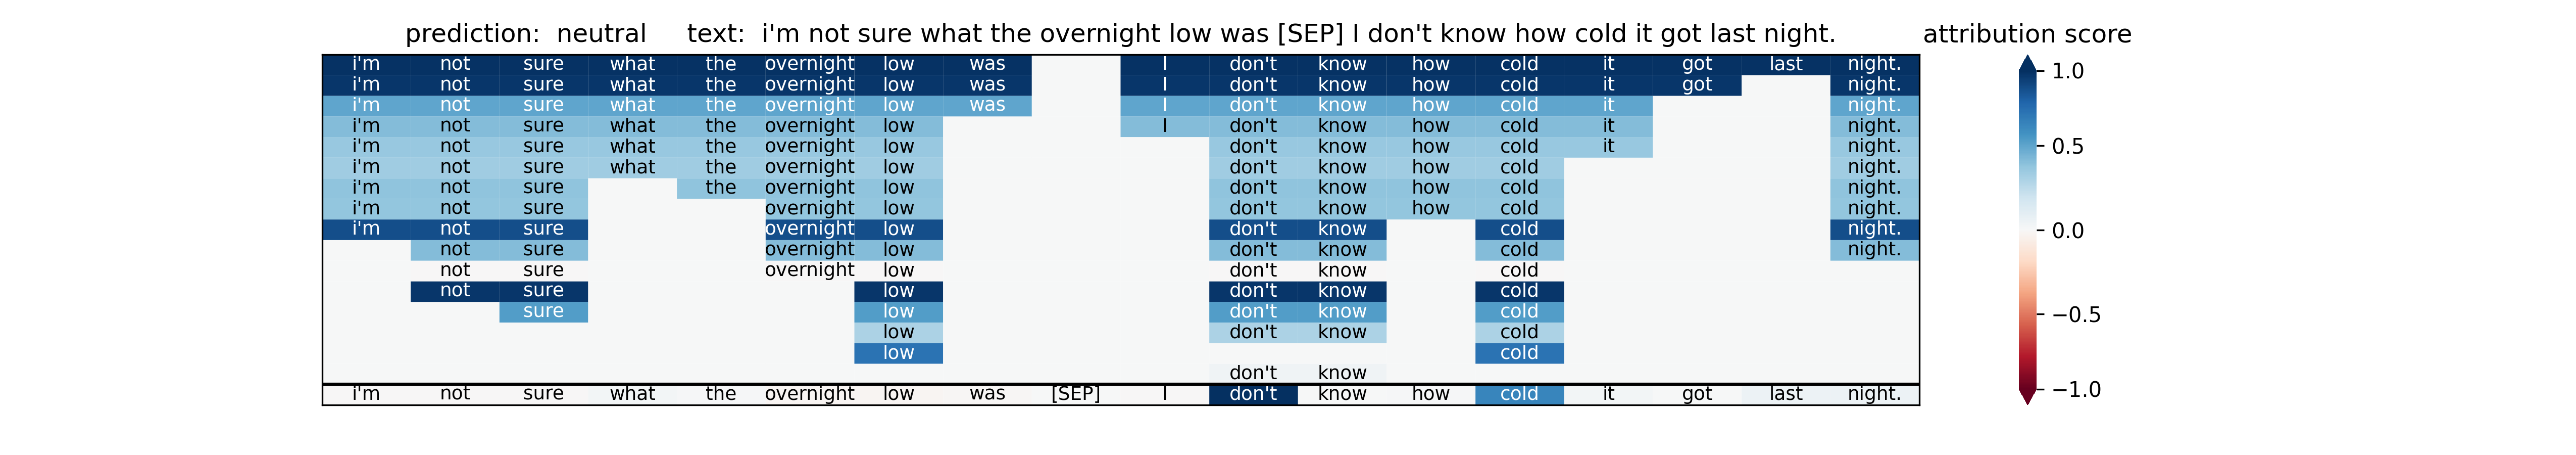 prediction: neutral text: i'm not sure what the overnight low was [SEP] I don't know how cold it got last night. attribution score
i'm not sure what the overnight low was I don't know how cold it got last night. 1.0
i'm not sure what the overnight low was I don't know how cold it got night.
i'm not sure what the overnight low was I don't know how cold it night.
i'm not sure what the overnight low I don't know how cold it night.
i'm not sure what the overnight low don't know how cold it night. 0.5
i'm not sure what the overnight low don't know how cold night.
i'm not sure the overnight low don't know how cold night.
i'm not sure overnight low don't know how cold night.
i'm not sure overnight low don't know cold night. 0.0
not sure overnight low don't know cold night.
not sure overnight low don't know cold
not sure low don't know cold
sure low don't know cold −0.5
low don't know cold
low cold
don't know
i'm not sure what the overnight low was [SEP] I don't know how cold it got last night. −1.0